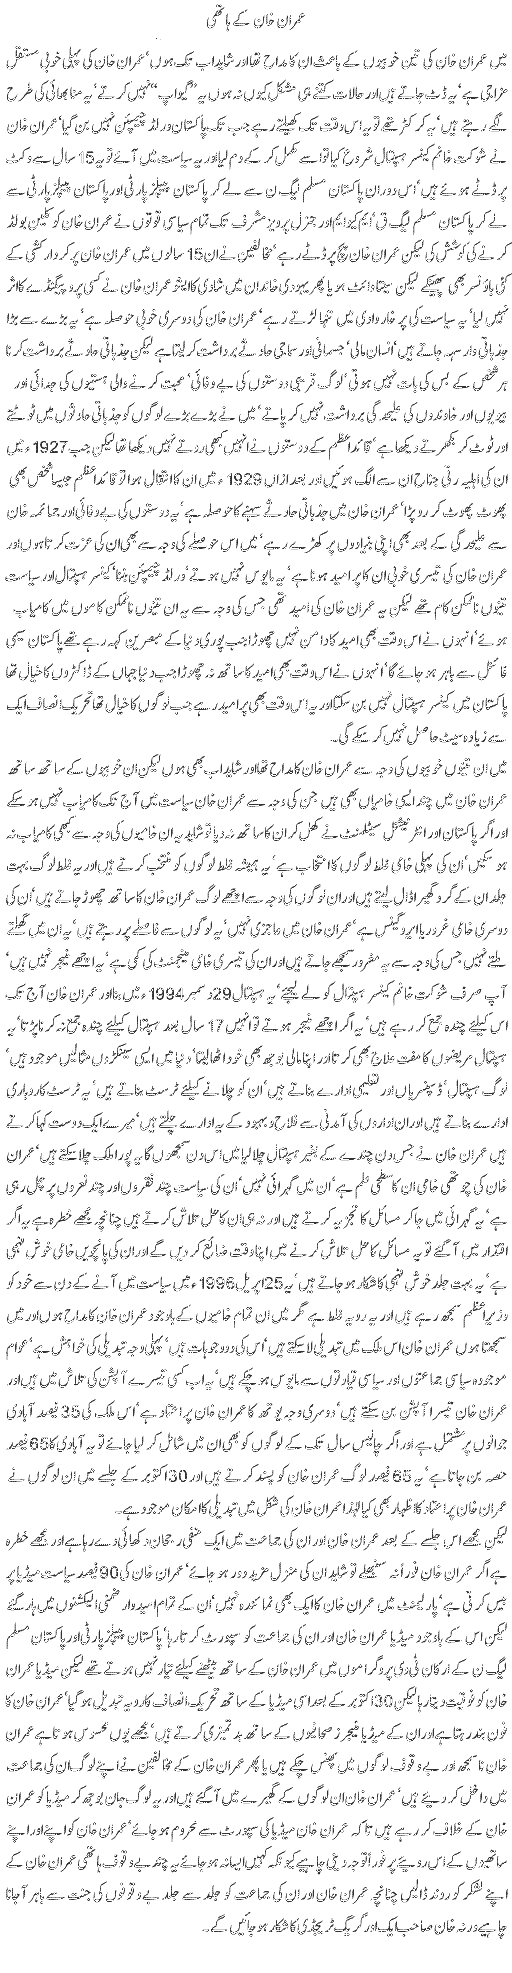 عمران خان کے ہاتھی
میں عمران خان کی تین خوبیوں کے باعث ان کا مداح تھا اور شاید اب تک ہوں‘ عمران خان کی پہلی خوبی مستقل
مزاجی ہے‘ یہ ڈٹ جاتے ہیں اور حالات کتنے ہی مشکل کیوں نہ ہوں یہ ’’گیواپ‘‘ نہیں کرتے‘ یہ منا بھائی کی طرح
لگے رہتے ہیں‘ یہ کرکٹر تھے تو یہ اس وقت تک کھیلتے رہے جب تک پاکستان ورلڈ چیمپئن نہیں بن گیا‘ عمران خان
نے شوکت خانم کینسر ہسپتال شروع کیا تو اسے مکمل کر کے دم لیا اور یہ سیاست میں آئے تو یہ 15 سال سے وکٹ
پر ڈٹے ہوئے ہیں‘ اس دوران پاکستان مسلم لیگ ن سے لے کر پاکستان پیپلز پارٹی اور پاکستان پیپلز پارٹی سے
لے کر پاکستان مسلم لیگ ق‘ ایم کیو ایم اور جنرل پرویز مشرف تک تمام سیاسی قوتوں نے عمران خان کو کلین بولڈ
کرنے کی کوشش کی لیکن عمران خان پچ پر ڈٹے رہے‘ مخالفین نے ان 15 سالوں میں عمران خان پر کردار کشی کے
کئی باؤنسر بھی پھینکے لیکن سیتا وائٹ ہو یا پھر یہودی خاندان میں شادی کا ایشو عمران خان نے کسی پروپیگنڈے کا اثر
نہیں لیا‘ یہ سیاست کی پرخار وادی میں تنہا لڑتے رہے‘ عمران خان کی دوسری خوبی حوصلہ ہے‘ یہ بڑے سے بڑا
جذباتی وار سہہ جاتے ہیں‘ انسان مالی‘ جسمانی اور سماجی حادثے برداشت کر لیتا ہے لیکن جذباتی حادثے برداشت کرنا
ہر شخص کے بس کی بات نہیں ہوتی‘ لوگ قریبی دوستوں کی بے وفائی‘ محبت کرنے والی ہستیوں کی جدائی اور
بیویوں اور خاوندوں کی علیحدگی برداشت نہیں کر پاتے‘ میں نے بڑے بڑے لوگوں کو جذباتی حادثوں میں ٹوٹتے
اور ٹوٹ کر بکھرتے دیکھا ہے‘ قائداعظم کے دوستوں نے انہیں کبھی روتے نہیں دیکھا تھا لیکن جب 1927ء میں
ان کی اہلیہ رتی جناح ان سے الگ ہوئیں اور بعدازاں 1929ء میں ان کا انتقال ہوا تو قائداعظم جیسا شخص بھی
پھوٹ پھوٹ کر رو پڑا‘ عمران خان میں جذباتی حادثے سہنے کا حوصلہ ہے‘ یہ دوستوں کی بے وفائی اور جمائمہ خان
سے علیحدگی کے بعد بھی اپنی بنیادوں پر کھڑے رہے‘ میں اس حوصلے کی وجہ سے بھی ان کی عزت کرتا ہوں اور
عمران خان کی تیسری خوبی ان کا پرامید ہونا ہے‘ یہ مایوس نہیں ہوتے‘ ورلڈ چیمپئن بننا‘ کینسر ہسپتال اور سیاست
تینوں ناممکن کام تھے لیکن یہ عمران خان کی امید تھی جس کی وجہ سے یہ ان تینوں ناممکن کاموں میں کامیاب
ہوئے‘ انہوں نے اس وقت بھی امید کا دامن نہیں چھوڑا جب پوری دنیا کے مبصرین کہہ رہے تھے پاکستان سیمی
فائنل سے باہر ہو جائے گا‘ انہوں نے اس وقت بھی امید کا ساتھ نہ چھوڑا جب دنیا جہاں کے ڈاکٹروں کا خیال تھا
پاکستان میں کینسر ہسپتال نہیں بن سکتا اور یہ اس وقت بھی پرامید رہے جب لوگوں کا خیال تھا تحریک انصاف ایک
سے زیادہ سیٹ حاصل نہیں کر سکے گی۔
میں ان تینوں خوبیوں کی وجہ سے عمران خان کا مداح تھا اور شاید اب بھی ہوں لیکن ان خوبیوں کے ساتھ ساتھ
عمران خان میں چند ایسی خامیاں بھی ہیں جن کی وجہ سے عمران خان سیاست میں آج تک کامیاب نہیں ہو سکے
اور اگر پاکستان اور انٹرنیشنل سیٹلمنٹ نے کھل کر ان کا ساتھ نہ دیا تو شاید یہ ان خامیوں کی وجہ سے کبھی کامیاب نہ
ہو سکیں‘ ان کی پہلی خامی غلط لوگوں کا انتخاب ہے‘ یہ ہمیشہ غلط لوگوں کو منتخب کرتے ہیں اور یہ غلط لوگ بہت
جلد ان کے گرد گھیرا ڈال لیتے ہیں اور ان لوگوں کی وجہ سے اچھے لوگ عمران خان کا ساتھ چھوڑ جاتے ہیں‘ ان کی
دوسری خامی غرور یا ایروگینس ہے‘ عمران خان میں عاجزی نہیں‘ یہ لوگوں سے فاصلے پر رہتے ہیں‘ یہ ان میں گھلتے
ملتے نہیں جس کی وجہ سے یہ مغرور سمجھے جاتے ہیں اور ان کی تیسری خامی مینجمنٹ کی کمی ہے‘ یہ اچھے منیجر نہیں ہیں‘
آپ صرف شوکت خانم کینسر ہسپتال کو لے لیجئے‘ یہ ہسپتال 29 دسمبر 1994ء میں بنا اور عمران خان آج تک
اس کیلئے چندہ جمع کر رہے ہیں‘ یہ اگر اچھے منیجر ہوتے تو انہیں 17 سال بعد ہسپتال کیلئے چندہ جمع نہ کرنا پڑتا‘ یہ
ہسپتال مریضوں کا مفت علاج بھی کرتا اور اپنا مالی بوجھ بھی خود اٹھا لیتا‘ دنیا میں ایسی سینکڑوں مثالیں موجود ہیں‘
لوگ ہسپتال‘ ڈسپنسریاں اور تعلیمی ادارے بناتے ہیں‘ ان کو چلانے کیلئے ٹرسٹ بناتے ہیں‘ یہ ٹرسٹ کاروباری
ادارے بناتے ہیں اور ان اداروں کی آمدنی سے فلاح و بہبود کے یہ ادارے چلتے ہیں‘ میرے ایک دوست کہا کرتے
ہیں عمران خان نے جس دن چندے کے بغیر ہسپتال چلا لیا میں اس دن سمجھوں گا یہ پورا ملک چلا سکتے ہیں‘ عمران
خان کی چوتھی خامی ان کا سطحی علم ہے‘ ان میں گہرائی نہیں‘ ان کی سیاست چند فقروں اور چند نعروں پر چل رہی
ہے‘ یہ گہرائی میں جا کر مسائل کا تجزیہ کرتے ہیں اور نہ ہی ان کا حل تلاش کرتے ہیں چنانچہ مجھے خطرہ ہے یہ اگر
اقتدار میں آ گئے تو یہ مسائل کا حل تلاش کرنے میں اپنا وقت ضائع کر دیں گے اور ان کی پانچویں خامی خوش فہمی
ہے‘ یہ بہت جلد خوش فہمی کا شکار ہو جاتے ہیں‘ یہ 25 اپریل 1996ء میں سیاست میں آنے کے دن سے خود کو
وزیراعظم سمجھ رہے ہیں اور یہ رویہ غلط ہے مگر میں ان تمام خامیوں کے باوجود عمران خان کا مداح ہوں اور میں
سمجھتا ہوں عمران خان اس ملک میں تبدیلی لا سکتے ہیں‘ اس کی دو وجوہات ہیں‘ پہلی وجہ تبدیلی کی خواہش ہے‘ عوام
موجودہ سیاسی جماعتوں اور سیاسی قیادتوں سے مایوس ہو چکے ہیں‘ یہ اب کسی تیسرے آپشن کی تلاش میں ہیں اور
عمران خان تیسرا آپشن بن سکتے ہیں‘ دوسری وجہ یوتھ کا عمران خان پر اعتماد ہے‘ اس ملک کی 35 فیصد آبادی
جوانوں پر مشتمل ہے اور اگر چالیس سال تک کے لوگوں کو بھی ان میں شامل کر لیا جائے تو یہ آبادی کا 65 فیصد
حصہ بن جاتا ہے‘ یہ 65 فیصد لوگ عمران خان کو پسند کرتے ہیں اور 30 اکتوبر کے جلسے میں ان لوگوں نے
عمران خان پر اعتماد کا اظہار بھی کیا لہٰذا عمران خان کی شکل میں تبدیلی کا امکان موجود ہے۔
لیکن مجھے اس جلسے کے بعد عمران خان اور ان کی جماعت میں ایک منفی رجحان دکھائی دے رہا ہے اور مجھے خطرہ
ہے اگر عمران خان فوراً نہ سنبھلے تو شاید ان کی منزل مزید دور ہو جائے‘ عمران خان کی 90 فیصد سیاست میڈیا پر
بیس کرتی ہے‘ پارلیمنٹ میں عمران خان کا ایک بھی نمائندہ نہیں‘ ان کے تمام امیدوار ضمنی الیکشنوں میں ہار گئے
لیکن اس کے باوجود میڈیا عمران خان اور ان کی جماعت کو سپورٹ کرتا رہا‘ پاکستان پیپلز پارٹی اور پاکستان مسلم
لیگ ن کے ارکان ٹی وی پروگراموں میں عمران خان کے ساتھ بیٹھنے کیلئے تیار نہیں ہوتے تھے لیکن میڈیا عمران
خان کو فوقیت دیتا رہا لیکن 30 اکتوبر کے بعد اسی میڈیا کے ساتھ تحریک انصاف کا رویہ تبدیل ہو گیا‘ عمران خان کا
فون بند رہتا ہے اور ان کے میڈیا منیجرز صحافیوں کے ساتھ بدتمیزی کرتے ہیں‘ مجھے یوں محسوس ہوتا ہے عمران
خان ناسمجھ اور بے وقوف لوگوں میں پھنس چکے ہیں یا پھر عمران خان کے مخالفین نے اپنے لوگ ان کی جماعت
میں داخل کر دیئے ہیں‘ عمران خان ان لوگوں کے گھیرے میں آ گئے ہیں اور یہ لوگ جان بوجھ کر میڈیا کو عمران
خان کے خلاف کر رہے ہیں تاکہ عمران خان میڈیا کی سپورٹ سے محروم ہو جائے‘ عمران خان کو اپنے اور اپنے
ساتھیوں کے اس رویئے پر فوراً توجہ دینی چاہیے کیونکہ کہیں ایسا نہ ہو جائے یہ چند بے وقوف ہاتھی عمران خان کے
اپنے لشکر کو روند ڈالیں چنانچہ عمران خان اور ان کی جماعت کو جلد سے جلد بے وقوفوں کی جنت سے باہر آ جانا
چاہیے ورنہ خان صاحب ایک اور گریک ٹریجڈی کا شکار ہو جائیں گے۔